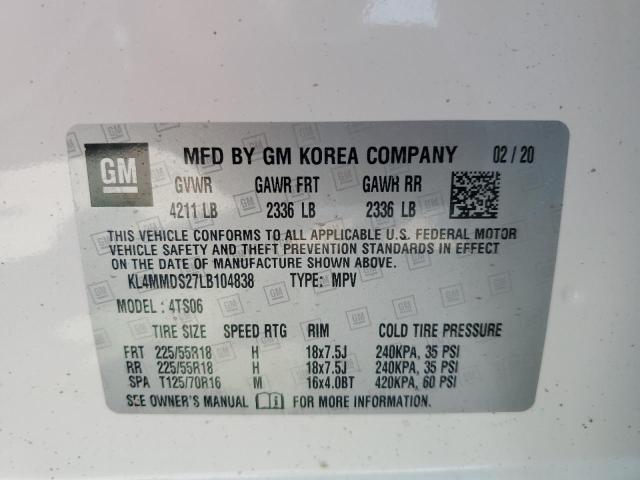 GM MFD BY GM KOREA COMPANY 02 / 20
GVWR GAWR FRT GAWR RR
4211 LB 2336 LB 2336 LB
THIS VEHICLE CONFORMS TO ALL APPLICABLE U.S. FEDERAL MOTOR
VEHICLE SAFETY AND THEFT PREVENTION STANDARDS IN EFFECT
ON THE DATE OF MANUFACTURE SHOWN ABOVE.
KL4MMDS27LB104838 TYPE: MPV
MODEL: 4TS06
TIRE SIZE SPEED RTG RIM COLD TIRE PRESSURE
FRT 225/55R18 H 18x7.5J 240KPA, 35 PSI
RR 225/55R18 H 18x7.5J 240KPA, 35 PSI
SPA T125/70R16 M 16x4.0BT 420KPA, 60 PSI
SEE OWNER'S MANUAL FOR MORE INFORMATION.